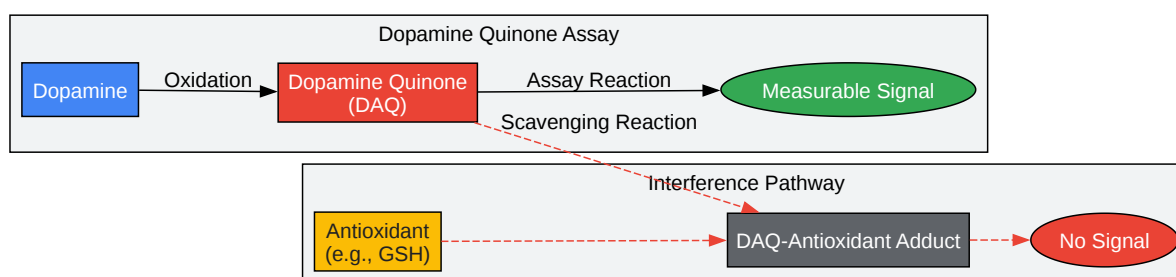 Dopamine Quinone Assay
Dopamine
Oxidation
Dopamine Quinone
(DAQ)
Assay Reaction
Measurable Signal
Scavenging Reaction
Interference Pathway
Antioxidant
(e.g., GSH)
DAQ-Antioxidant Adduct
No Signal